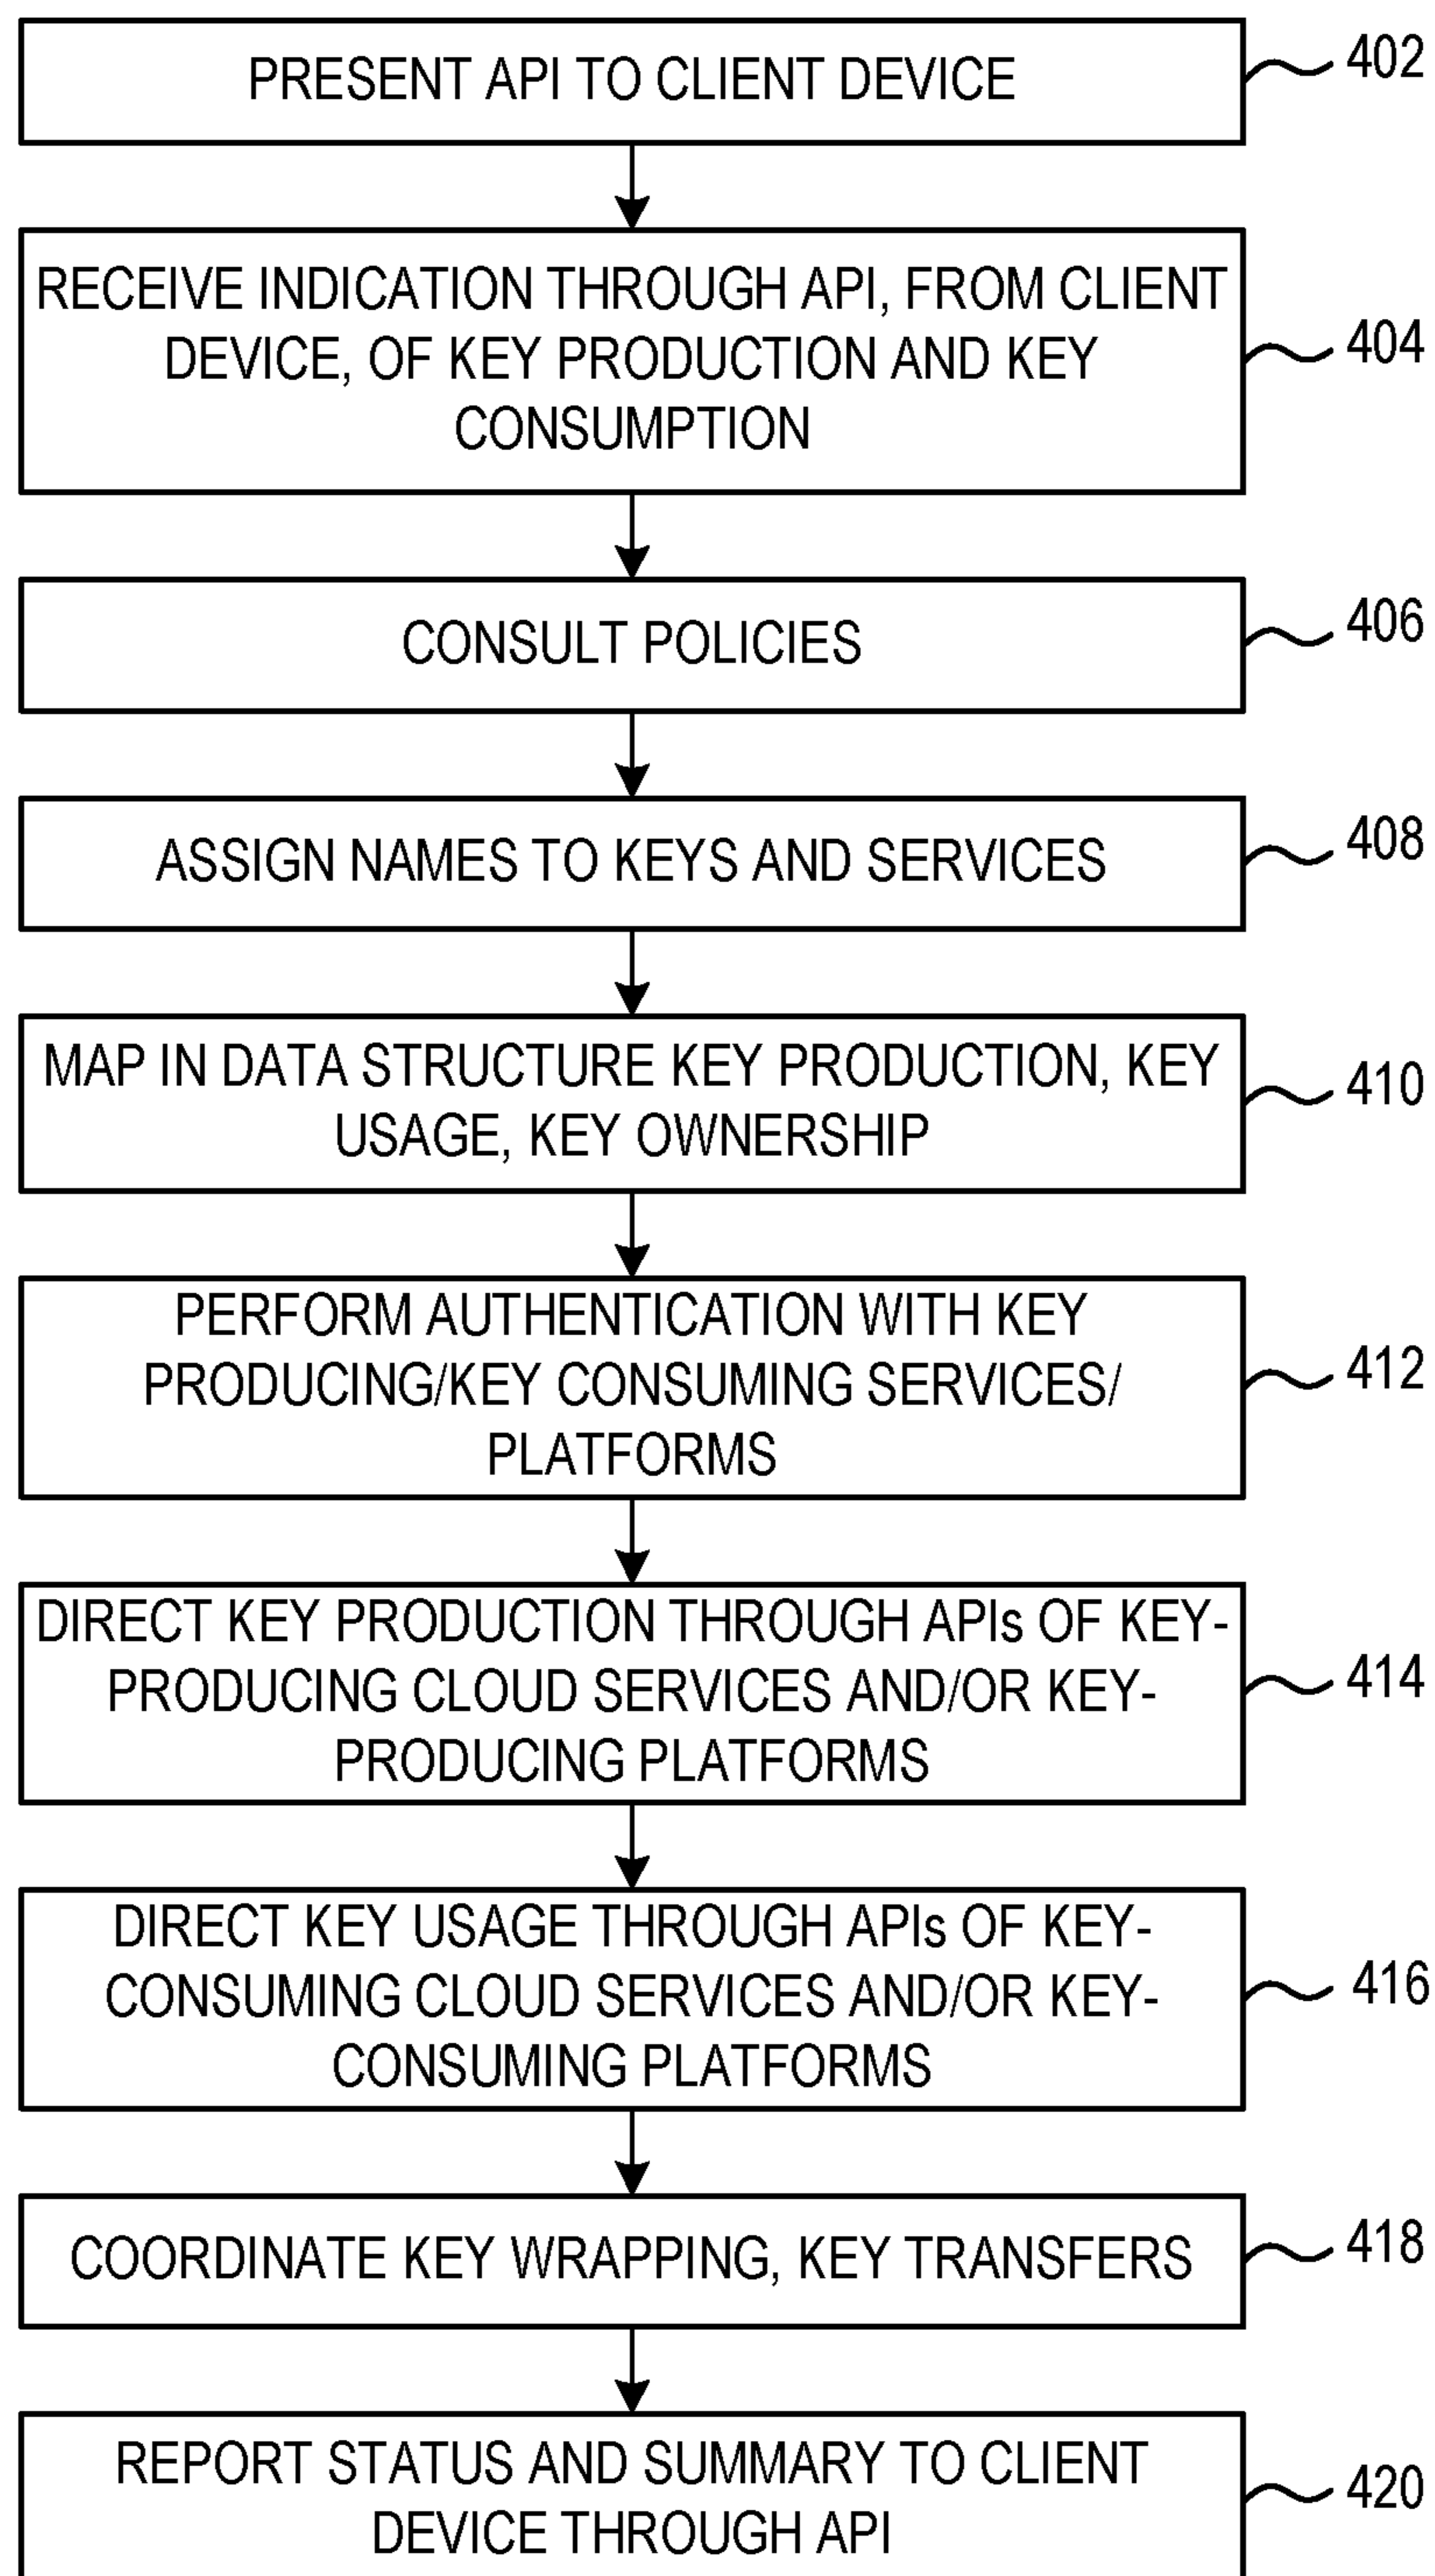 PRESENT API TO CLIENT DEVICE
402
RECEIVE INDICATION THROUGH API, FROM CLIENT
DEVICE, OF KEY PRODUCTION AND KEY
CONSUMPTION
404
CONSULT POLICIES
406
ASSIGN NAMES TO KEYS AND SERVICES
408
MAP IN DATA STRUCTURE KEY PRODUCTION, KEY
USAGE, KEY OWNERSHIP
410
PERFORM AUTHENTICATION WITH KEY
PRODUCING/KEY CONSUMING SERVICES/
PLATFORMS
412
DIRECT KEY PRODUCTION THROUGH APIs OF KEY-
PRODUCING CLOUD SERVICES AND/OR KEY-
PRODUCING PLATFORMS
414
DIRECT KEY USAGE THROUGH APIs OF KEY-
CONSUMING CLOUD SERVICES AND/OR KEY-
CONSUMING PLATFORMS
416
COORDINATE KEY WRAPPING, KEY TRANSFERS
418
REPORT STATUS AND SUMMARY TO CLIENT
DEVICE THROUGH API
420